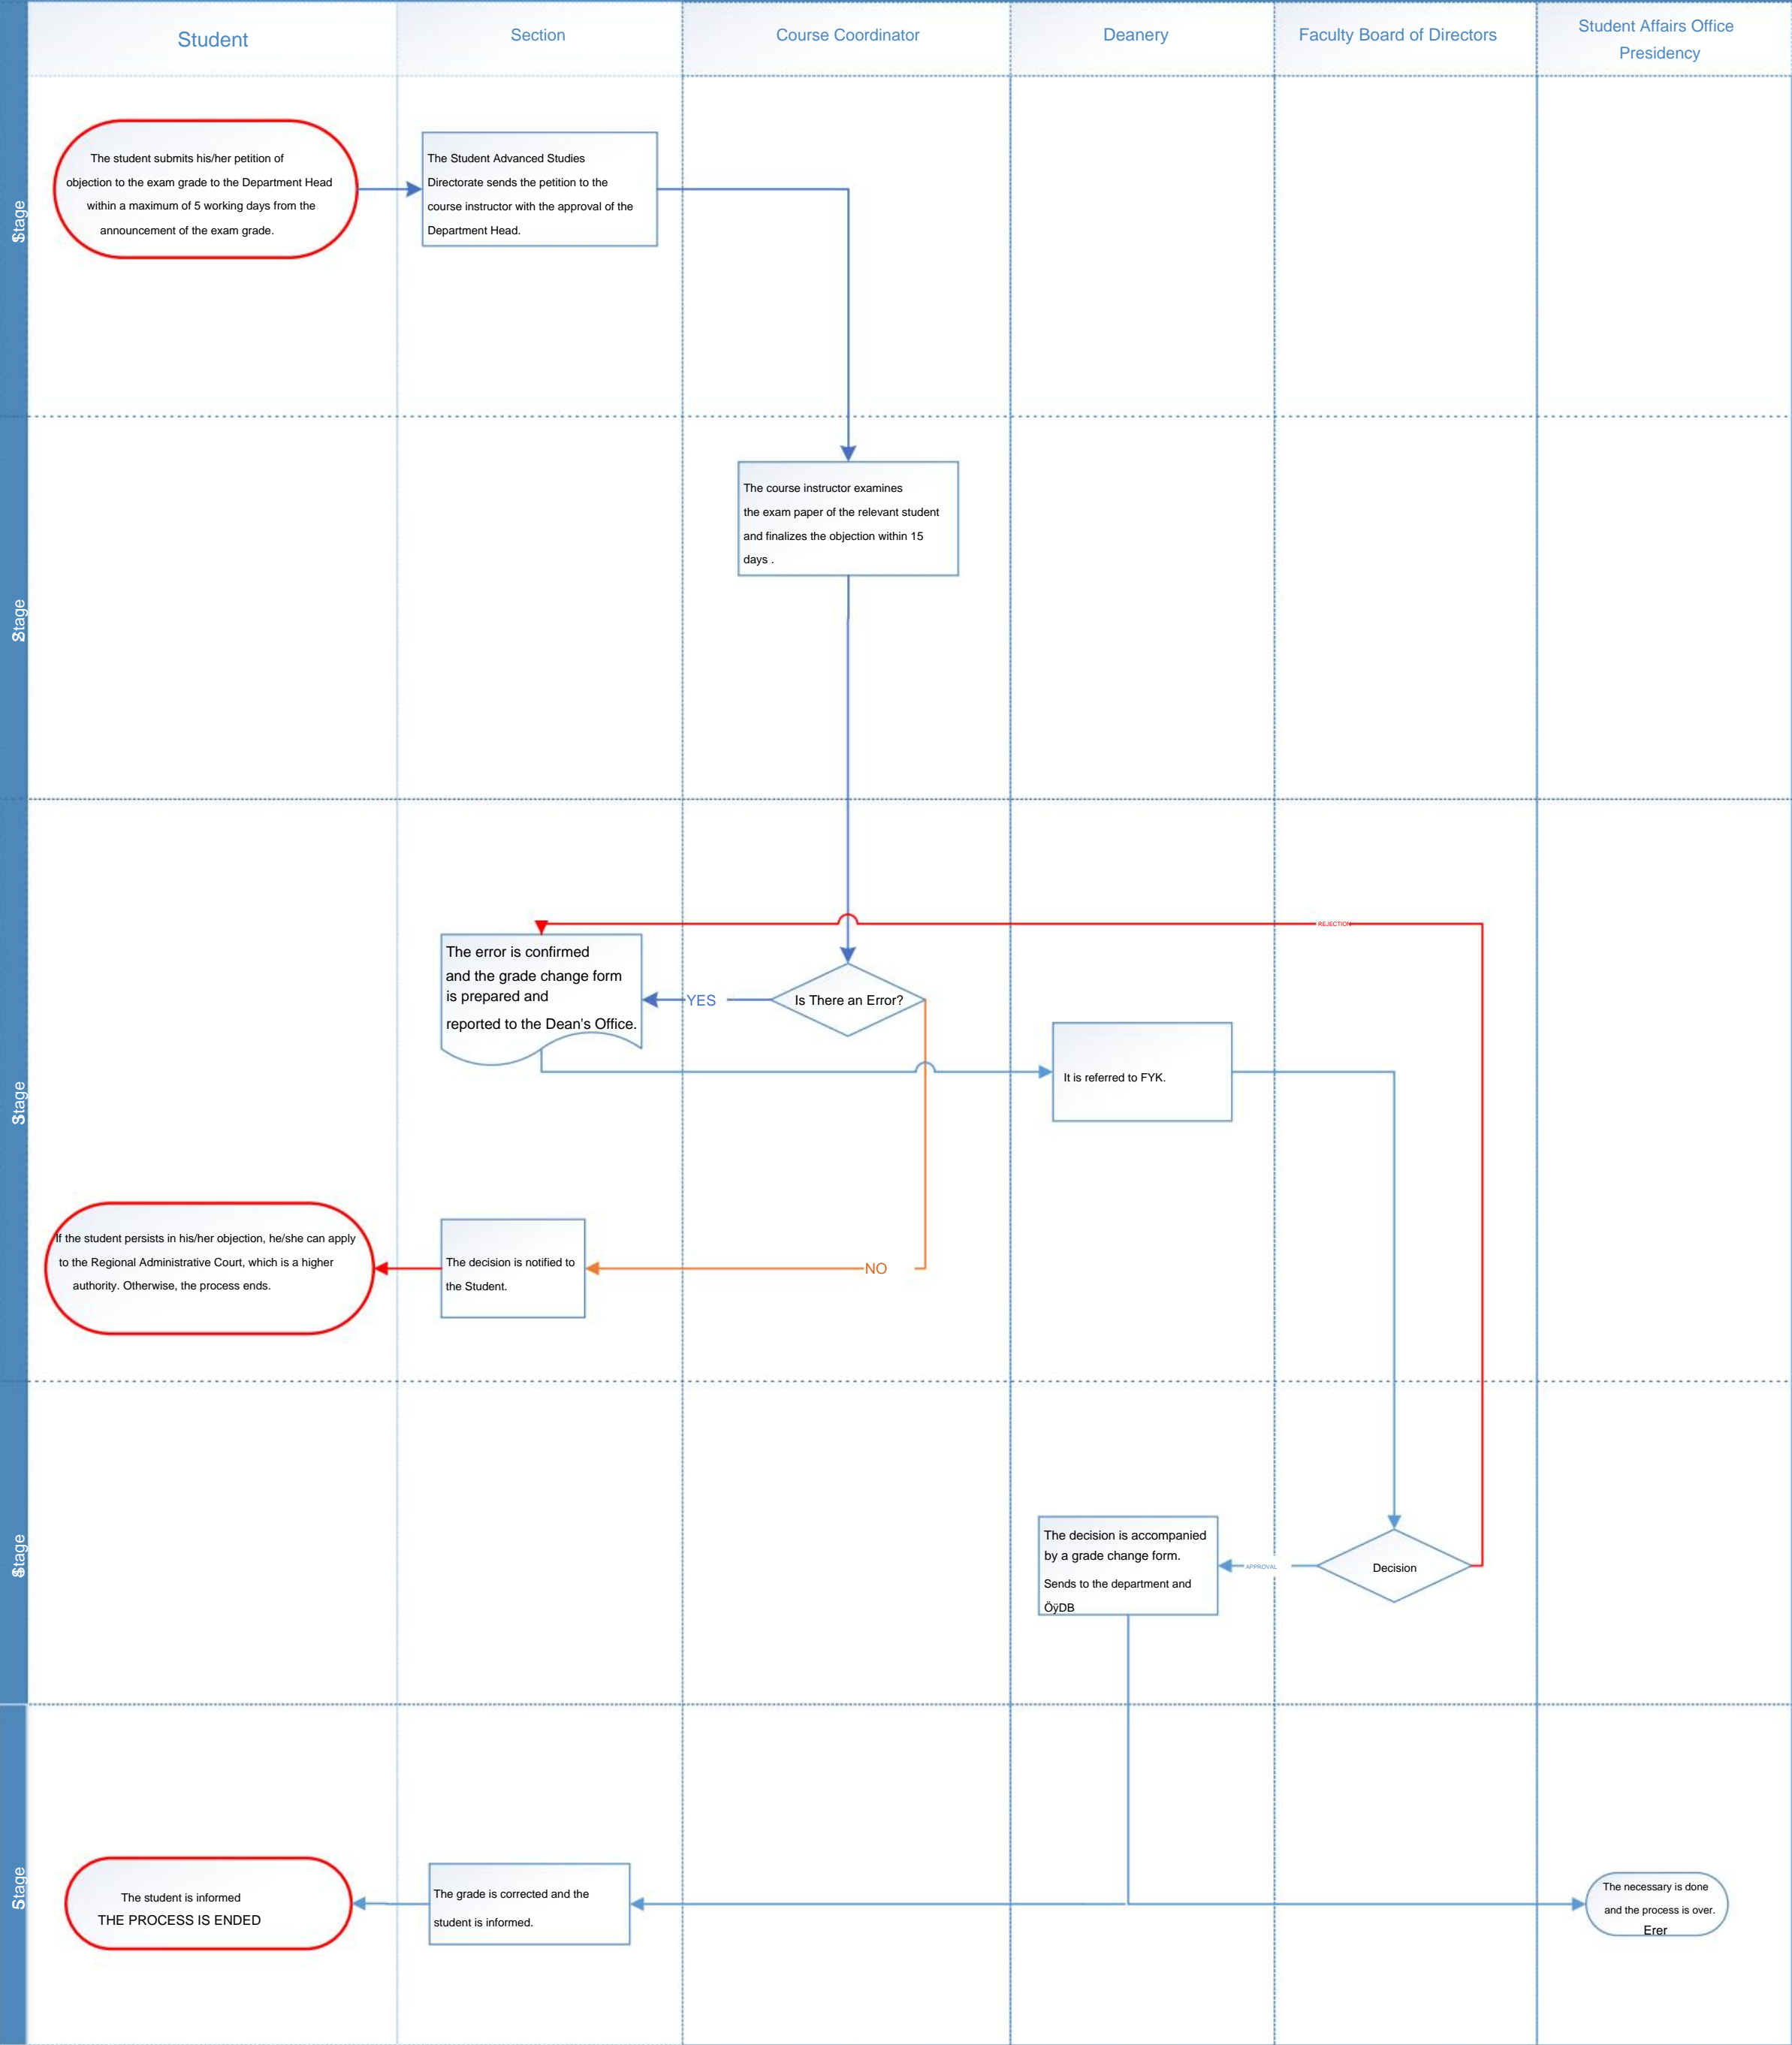 Student
Section
Course Coordinator
Deanery
Faculty Board of Directors
Student Affairs Office
Presidency
Stage
The student submits his/her petition of
objection to the exam grade to the Department Head
within a maximum of 5 working days from the
announcement of the exam grade.
The Student Advanced Studies
Directorate sends the petition to the
course instructor with the approval of the
Department Head.
Stage
The course instructor examines
the exam paper of the relevant student
and finalizes the objection within 15
days .
Stage
REJECTION
The error is confirmed
and the grade change form
is prepared and
reported to the Dean's Office.
YES
Is There an Error?
It is referred to FYK.
If the student persists in his/her objection, he/she can apply
to the Regional Administrative Court, which is a higher
authority. Otherwise, the process ends.
The decision is notified to
the Student.
NO
Stage
The decision is accompanied
by a grade change form.
Sends to the department and
ÖÿDB
APPROVAL
Decision
Stage
The student is informed
THE PROCESS IS ENDED
The grade is corrected and the
student is informed.
The necessary is done
and the process is over.
Erer